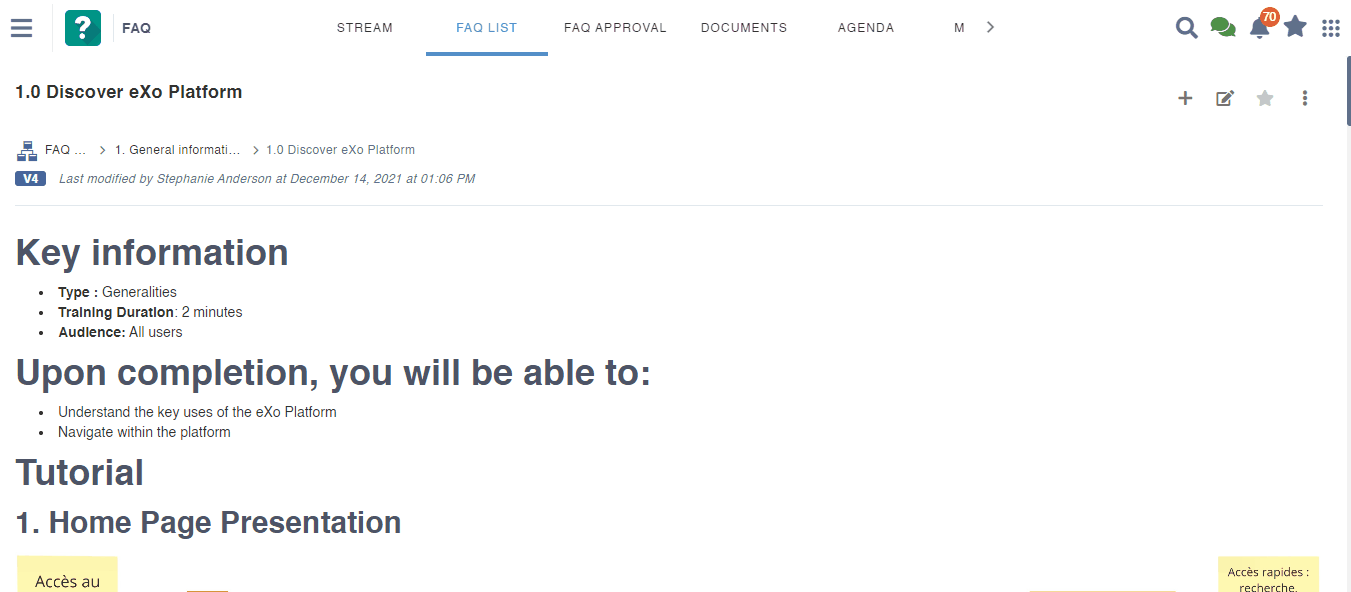 FAQ
STREAM
FAQ LIST
FAQ APPROVAL
DOCUMENTS
AGENDA
M
70
1.0 Discover eXo Platform
FAQ ...
1. General informati...
1.0 Discover eXo Platform
V4
Last modified by Stephanie Anderson at December 14, 2021 at 01:06 PM
Key information
Type : Generalities
Training Duration: 2 minutes
Audience: All users
Upon completion, you will be able to:
Understand the key uses of the eXo Platform
Navigate within the platform
Tutorial
1. Home Page Presentation
Accès au
Accès rapides :
recherche,